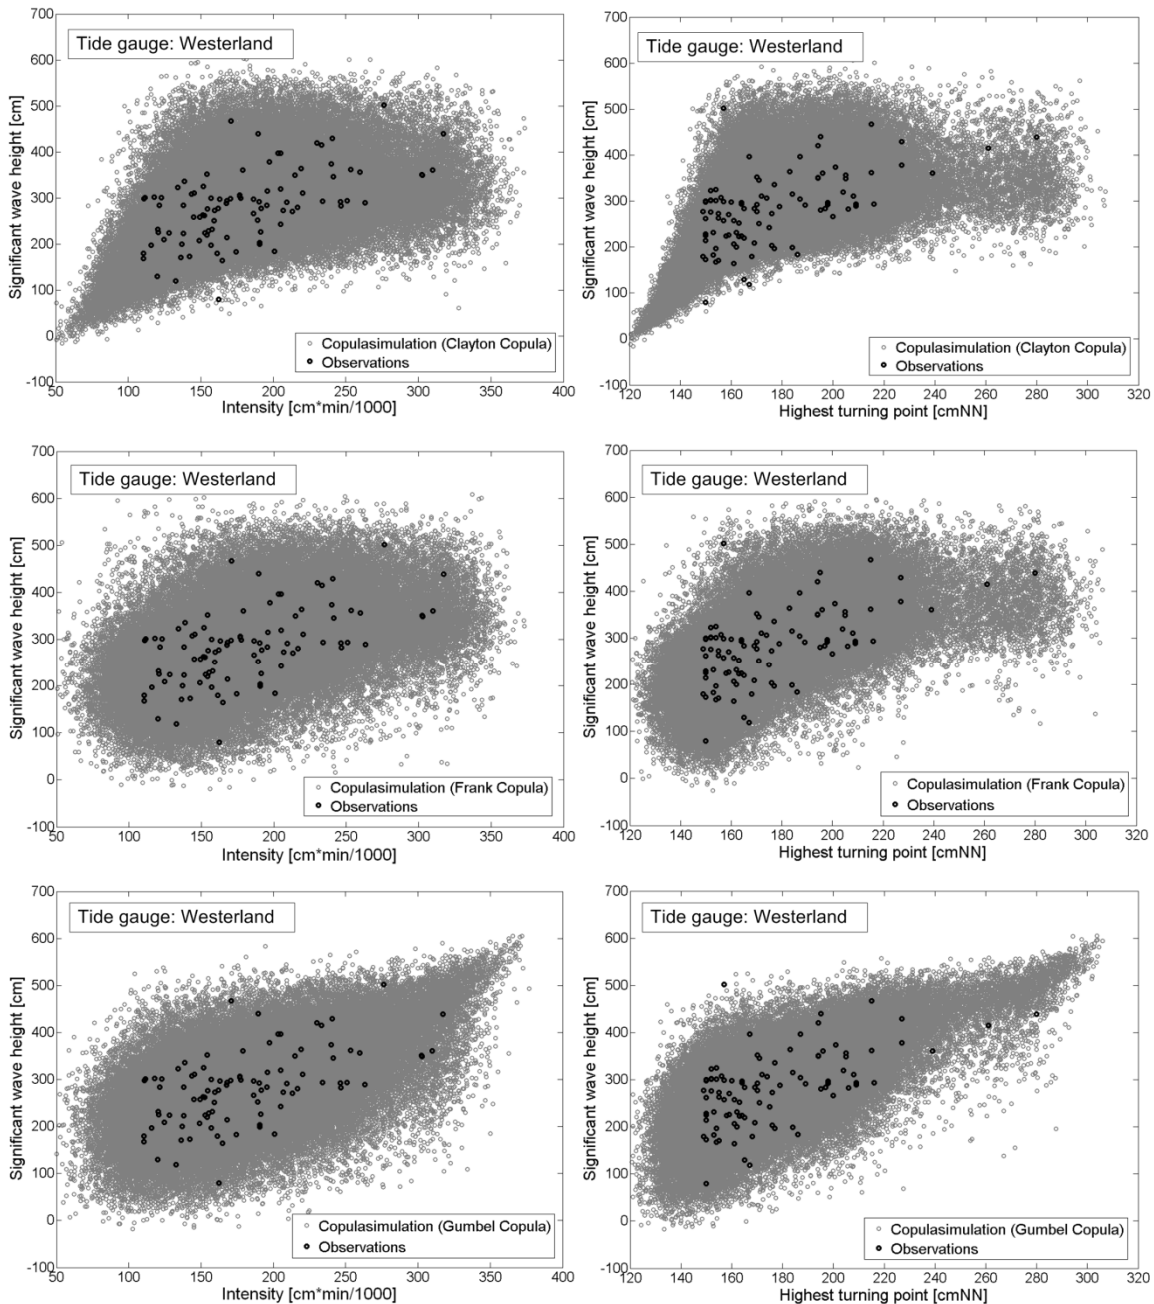 700
600
500
400
300
200
100
0
-100
Significant wave height [cm]
Tide gauge: Westerland
Copulasimulation (Clayton Copula)
Observations
50 100 150 200 250 300 350 400
Intensity [cm*min/1000]
700
600
500
400
300
200
100
0
-100
Significant wave height [cm]
Tide gauge: Westerland
Copulasimulation (Clayton Copula)
Observations
120 140 160 180 200 220 240 260 280 300 320
Highest turning point [cmNN]
700
600
500
400
300
200
100
0
-100
Significant wave height [cm]
Tide gauge: Westerland
Copulasimulation (Frank Copula)
Observations
50 100 150 200 250 300 350 400
Intensity [cm*min/1000]
700
600
500
400
300
200
100
0
-100
Significant wave height [cm]
Tide gauge: Westerland
Copulasimulation (Frank Copula)
Observations
120 140 160 180 200 220 240 260 280 300 320
Highest turning point [cmNN]
700
600
500
400
300
200
100
0
-100
Significant wave height [cm]
Tide gauge: Westerland
Copulasimulation (Gumbel Copula)
Observations
50 100 150 200 250 300 350 400
Intensity [cm*min/1000]
700
600
500
400
300
200
100
0
-100
Significant wave height [cm]
Tide gauge: Westerland
Copulasimulation (Gumbel Copula)
Observations
120 140 160 180 200 220 240 260 280 300 320
Highest turning point [cmNN]